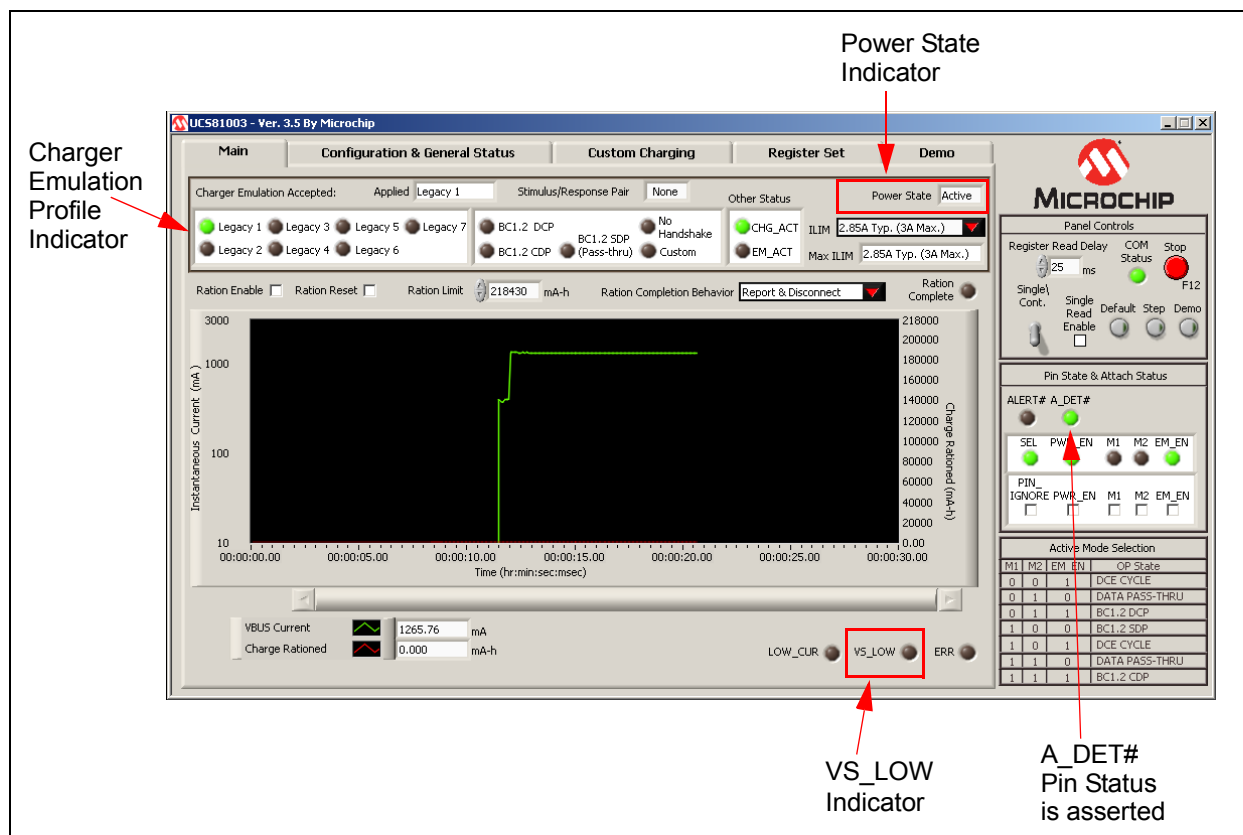 Power State
Indicator
Charger
Emulation
Profile
Indicator
UCS81003 - Ver. 3.5 By Microchip
Main
Configuration & General Status
Custom Charging
Register Set
Demo
Charger Emulation Accepted:
Applied
Legacy 1
Stimulus/Response Pair
None
Other Status
Power State
Active
Legacy 1
Legacy 3
Legacy 5
Legacy 7
Legacy 2
Legacy 4
Legacy 6
BC1.2 DCP
BC1.2 CDP
BC1.2 SDP
(Pass-thru)
No
Handshake
Custom
CHG_ACT
EM_ACT
ILIM
2.85A Typ. (3A Max.)
Max ILIM
2.85A Typ. (3A Max.)
Ration Enable
Ration Reset
Ration Limit
218430
mA-h
Ration Completion Behavior
Report & Disconnect
Ration
Complete
Instantaneous Current (mA)
3000
1000
100
10
218000
200000
180000
160000
140000
120000
100000
80000
60000
40000
20000
0.00
Charge Rationed (mA-h)
00:00:00.00
00:00:05.00
00:00:10.00
00:00:15.00
00:00:20.00
00:00:25.00
00:00:30.00
Time (hr:min:sec:msec)
VBUS Current
1265.76
mA
Charge Rationed
0.000
mA-h
LOW_CUR
VS_LOW
ERR
MICROCHIP
Panel Controls
Register Read Delay
25
ms
COM
Status
Stop
F12
Single\
Cont.
Single
Read
Enable
Default
Step
Demo
Pin State & Attach Status
ALERT#
A_DET#
SEL
PWR_EN
M1
M2
EM_EN
PIN_
IGNORE
PWR_EN
M1
M2
EM_EN
Active Mode Selection
M1 M2 EM_EN OP State
0 0 1 DCE CYCLE
0 1 0 DATA PASS-THRU
0 1 1 BC1.2 DCP
1 0 0 BC1.2 SDP
1 0 1 DCE CYCLE
1 1 0 DATA PASS-THRU
1 1 1 BC1.2 CDP
VS_LOW
Indicator
A_DET#
Pin Status
is asserted